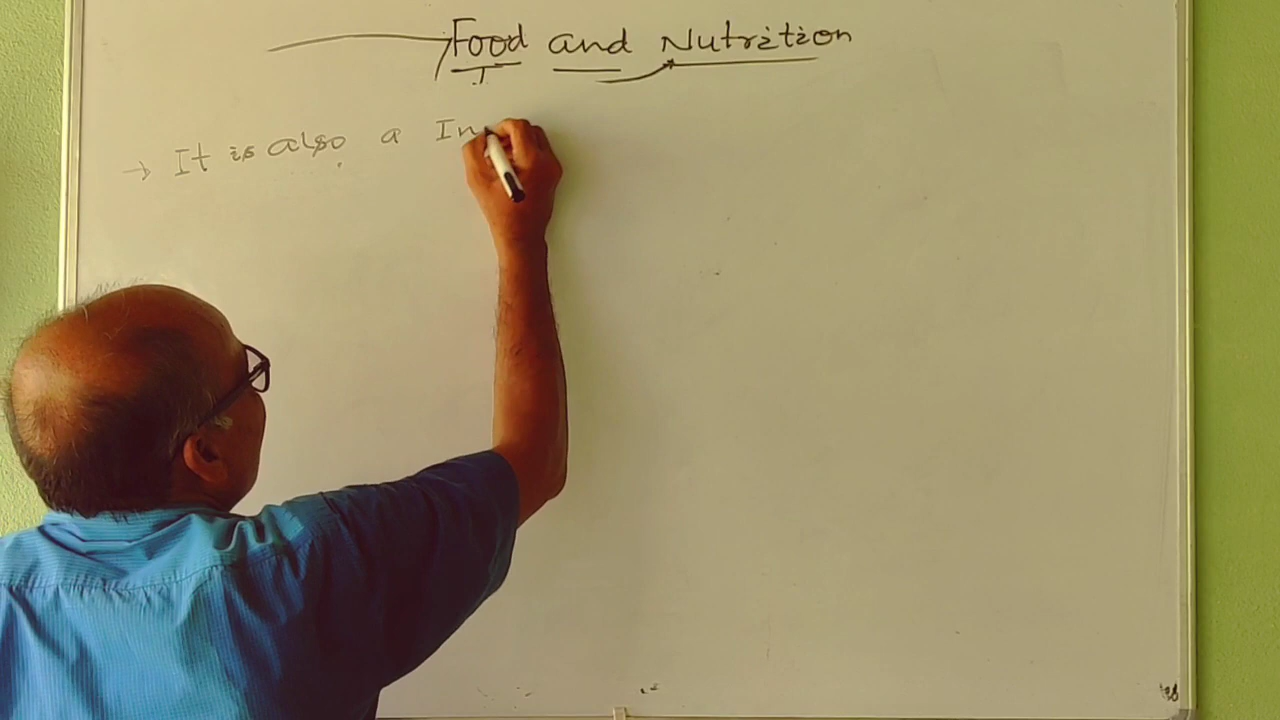 Food and Nutrition
→ It is also a In